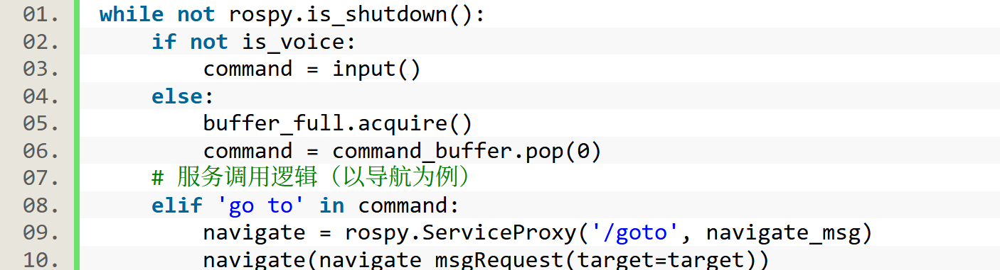 01. while not rospy.is_shutdown():
02.     if not is_voice:
03.         command = input()
04.     else:
05.         buffer_full.acquire()
06.         command = command_buffer.pop(0)
07.     # 服务调用逻辑（以导航为例）
08.     elif 'go to' in command:
09.         navigate = rospy.ServiceProxy('/goto', navigate_msg)
10.         navigate(navigate_msgRequest(target=target))